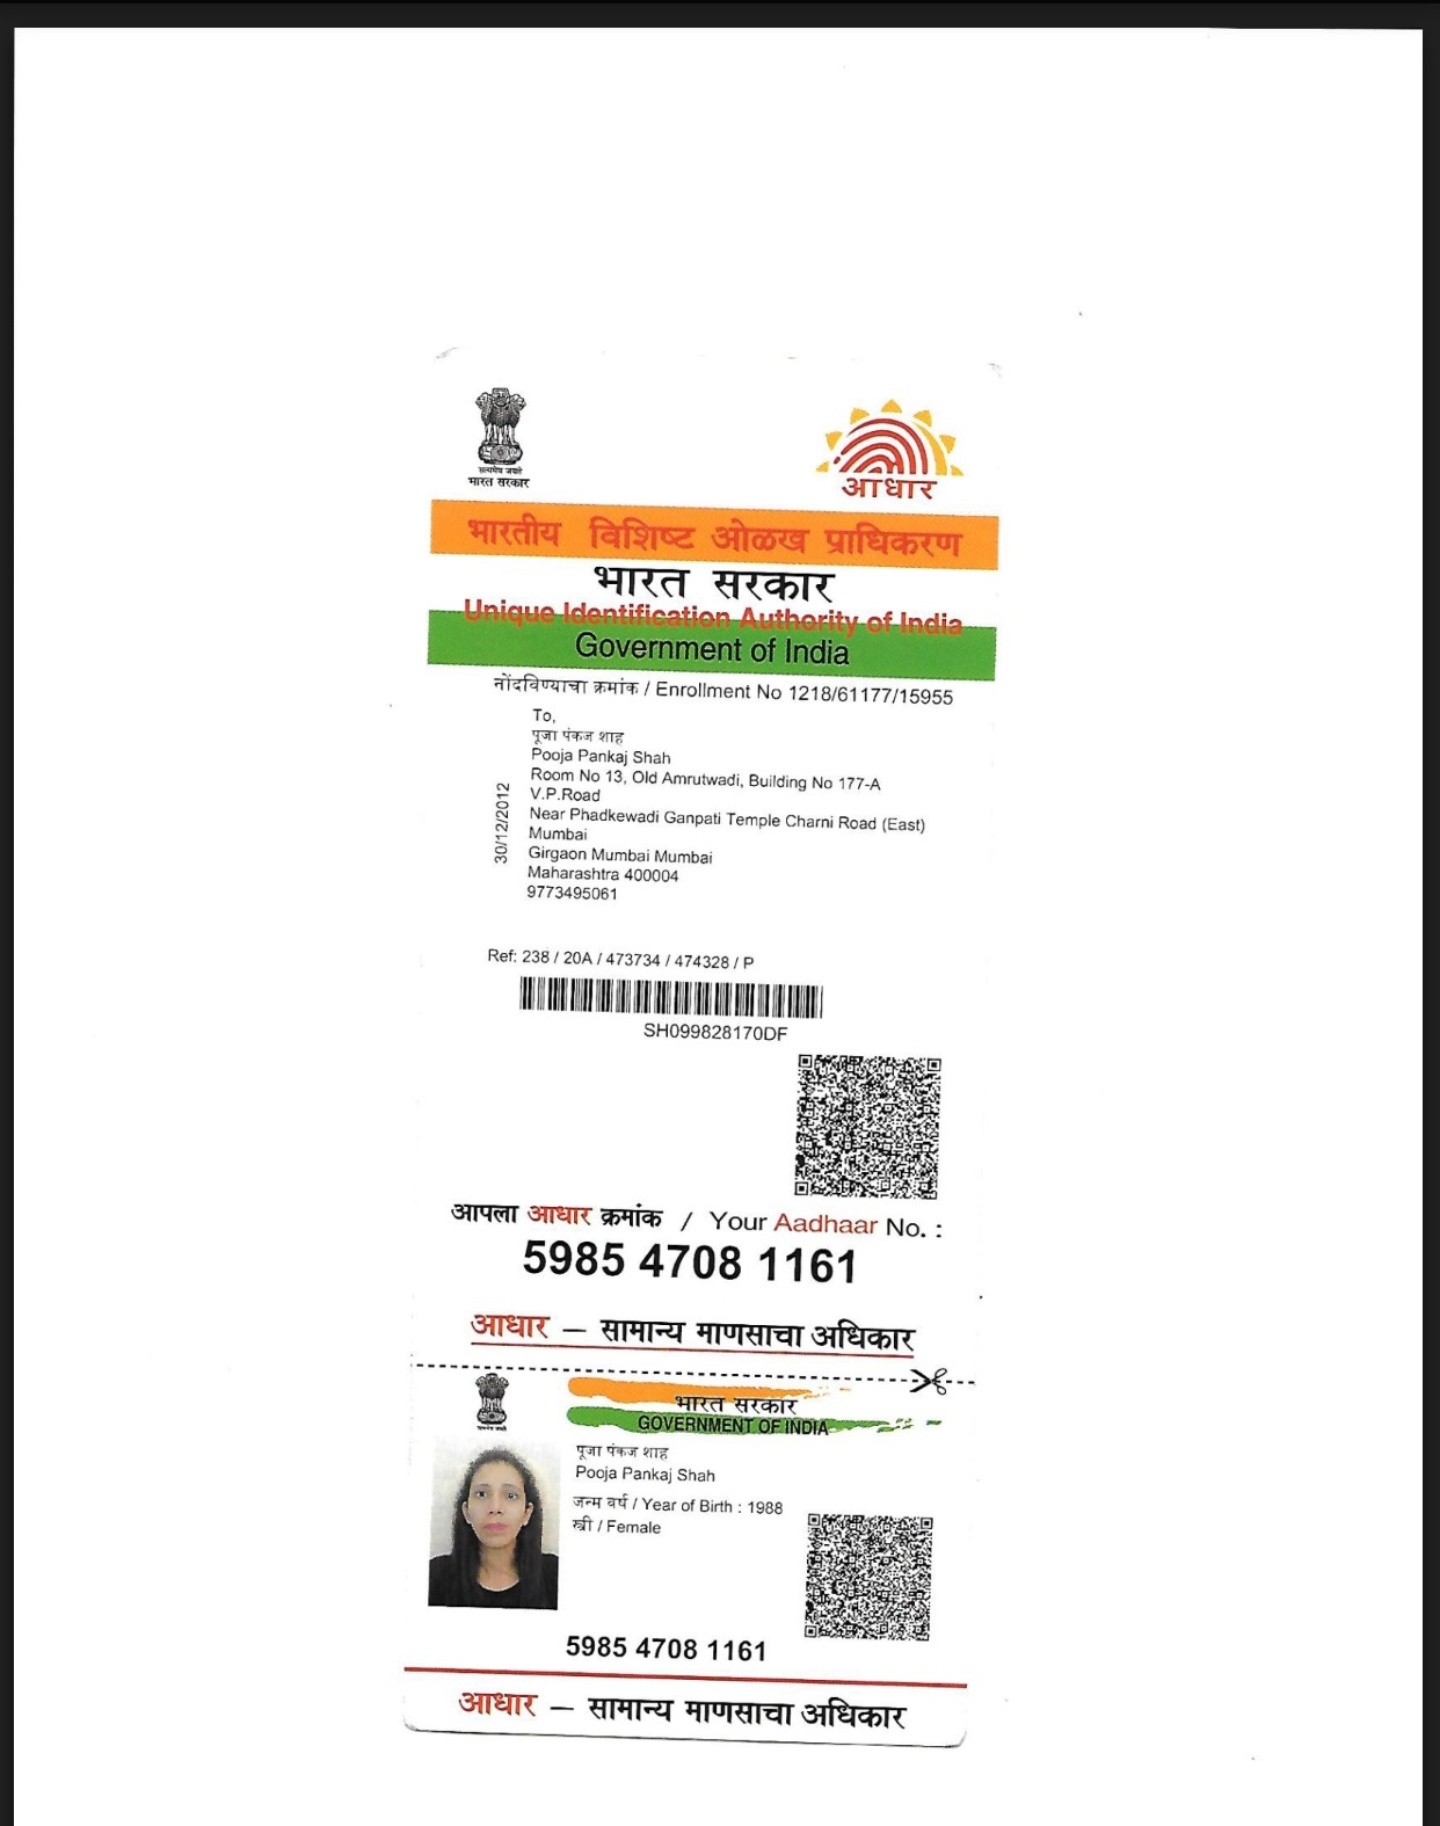 सत्यमेव जयते
भारत सरकार
आधार
भारतीय विशिष्ट ओळख प्राधिकरण
भारत सरकार
Unique Identification Authority of India
Government of India
नोंदविण्याचा क्रमांक / Enrollment No 1218/61177/15955
To,
पूजा पंकज शाह
Pooja Pankaj Shah
Room No 13, Old Amrutwadi, Building No 177-A
V.P.Road
Near Phadkewadi Ganpati Temple Charni Road (East)
Mumbai
Girgaon Mumbai Mumbai
Maharashtra 400004
9773495061
30/12/2012
Ref: 238 / 20A / 473734 / 474328 / P
SH099828170DF
आपला आधार क्रमांक / Your Aadhaar No. :
5985 4708 1161
आधार – सामान्य माणसाचा अधिकार
सत्यमेव जयते
भारत सरकार
GOVERNMENT OF INDIA
पूजा पंकज शाह
Pooja Pankaj Shah
जन्म वर्ष / Year of Birth : 1988
स्त्री / Female
5985 4708 1161
आधार – सामान्य माणसाचा अधिकार